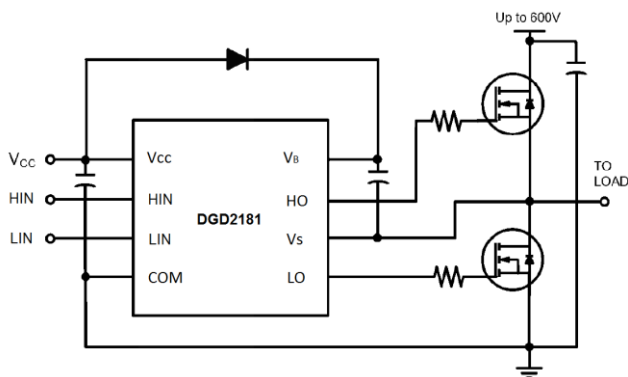 Up to 600V
VCC
Vcc
VB
HIN
HIN
HO
DGD2181
TO
LOAD
LIN
LIN
Vs
COM
LO